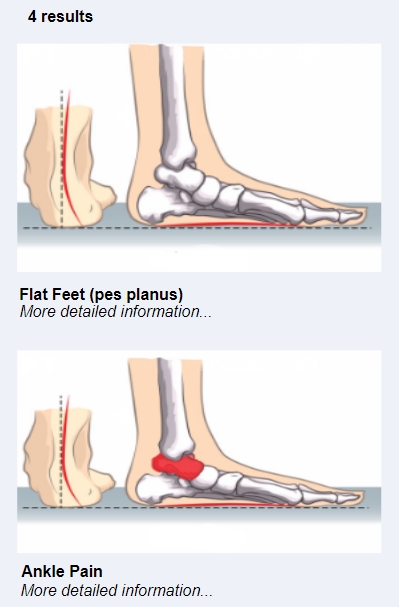 4 results
Flat Feet (pes planus)
More detailed information...
Ankle Pain
More detailed information...